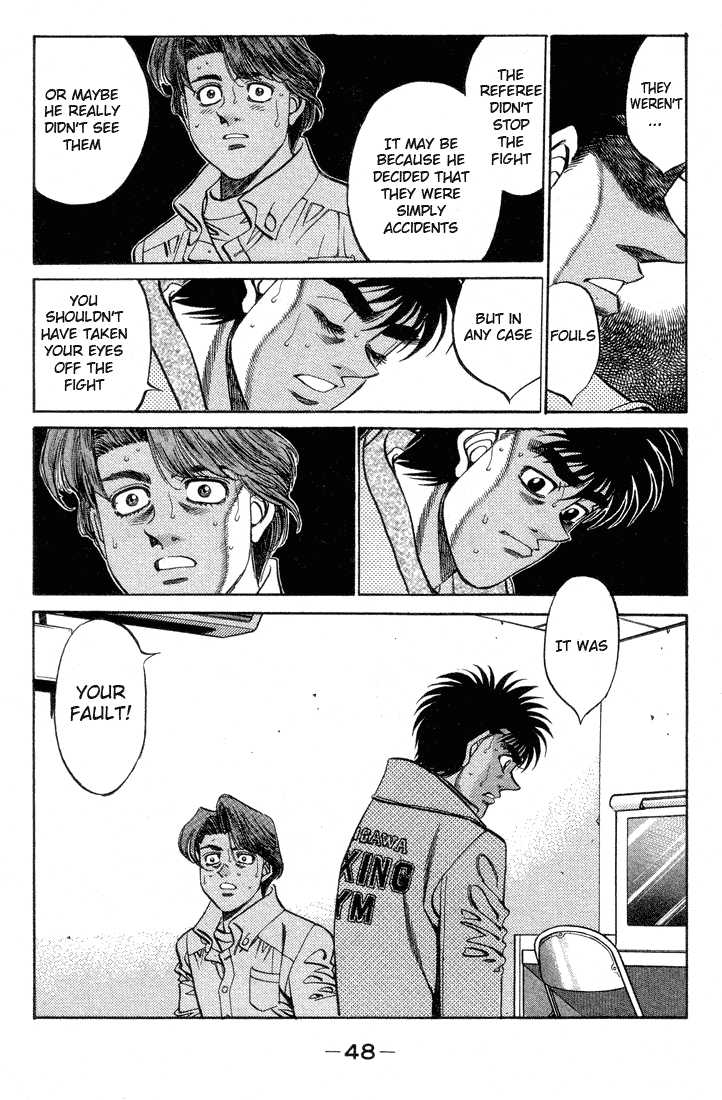 THEY
WEREN'T
...
FOULS
THE
REFEREE
DIDN'T
STOP
THE
FIGHT
IT MAY BE
BECAUSE HE
DECIDED THAT
THEY WERE
SIMPLY
ACCIDENTS
OR MAYBE
HE REALLY
DIDN'T SEE
THEM
BUT IN
ANY CASE
YOU
SHOULDN'T
HAVE TAKEN
YOUR EYES
OFF THE
FIGHT
IT WAS
YOUR
FAULT!
OGAWA
XING
YM
-48-